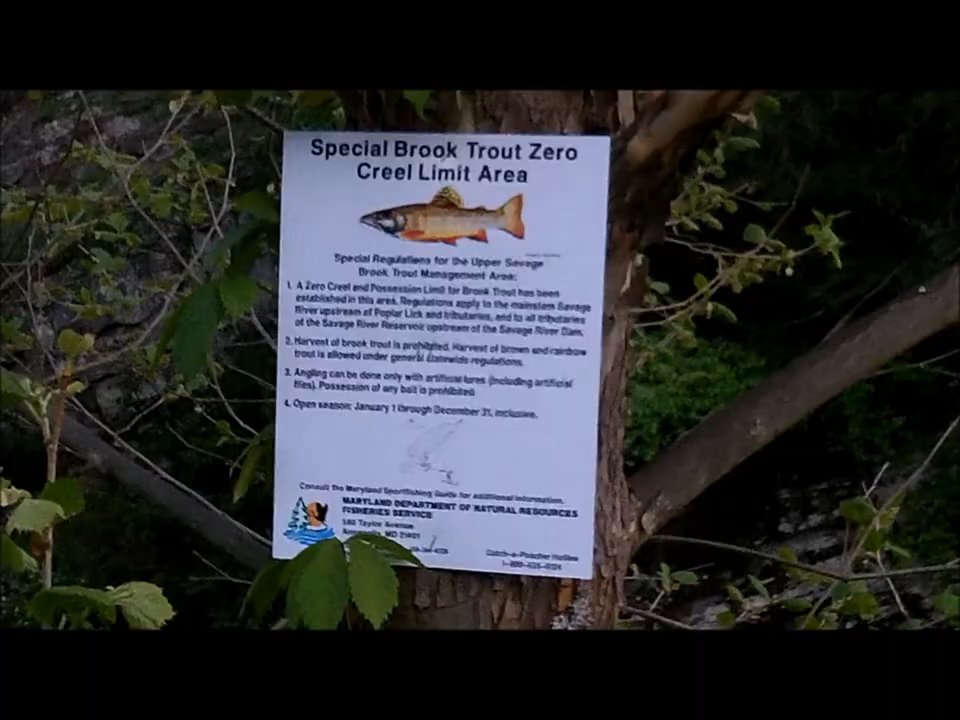 Special Brook Trout Zero
Creel Limit Area
Special Regulations for the Upper Savage
Brook Trout Management Area:
1. A Zero Creel and Possession Limit for Brook Trout has been
established in this area. Regulations apply to the mainstem Savage
River upstream of Poplar Lick and tributaries, and to all tributaries
of the Savage River Reservoir upstream of the Savage River Dam.
2. Harvest of brook trout is prohibited. Harvest of brown and rainbow
trout is allowed under general statewide regulations.
3. Angling can be done only with artificial lures (including artificial
flies). Possession of any bait is prohibited.
4. Open season: January 1 through December 31, inclusive.
Consult the Maryland Sportfishing Guide for additional information.
MARYLAND DEPARTMENT OF NATURAL RESOURCES
FISHERIES SERVICE
580 Taylor Avenue
MD 21401
Catch-a-Poacher Hotline